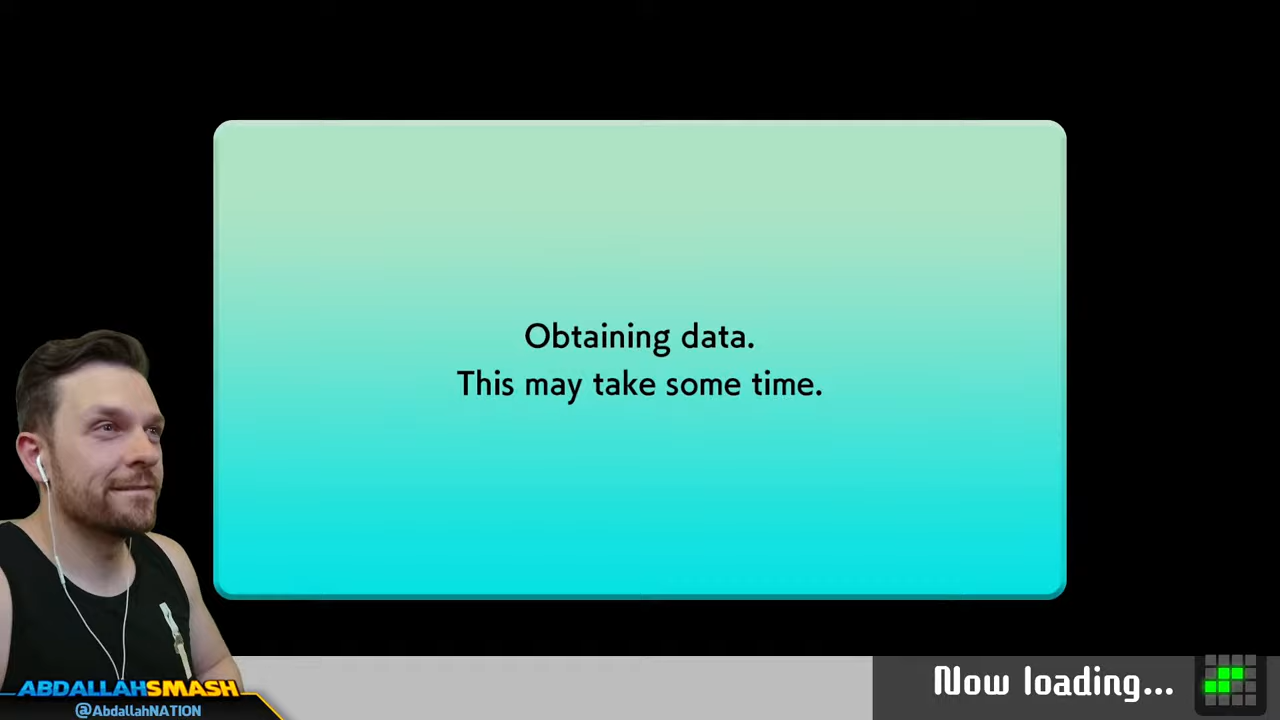 Obtaining data.
This may take some time.
Now loading...
ABDALLAHSMASH
@AbdallahNATION